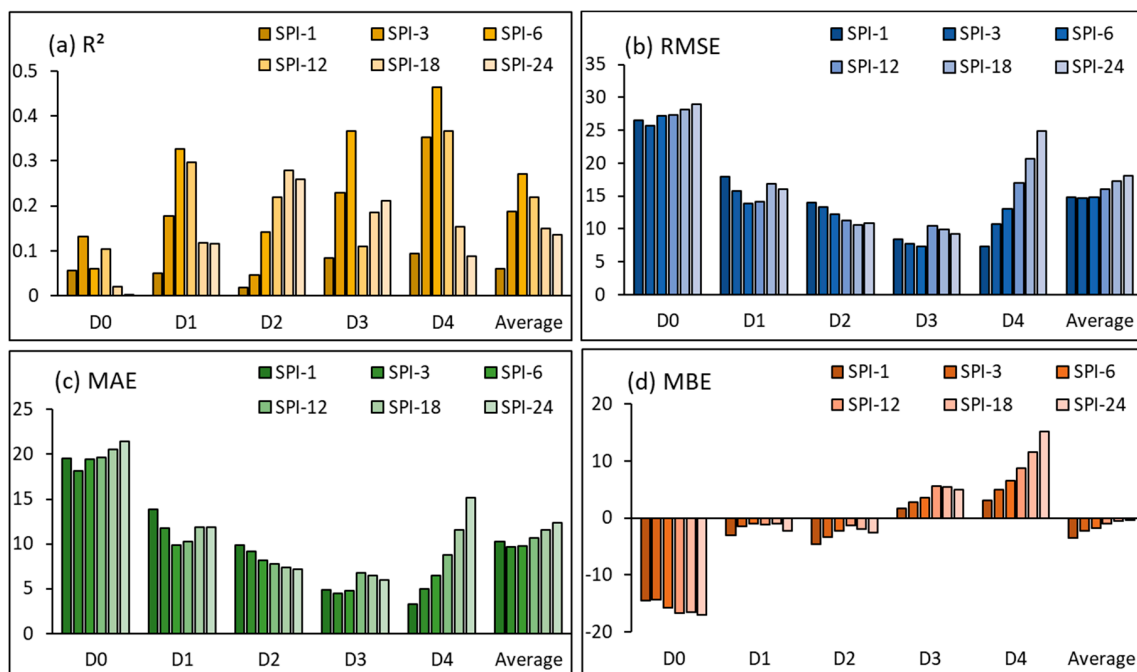 (a) R²
SPI-1 SPI-3 SPI-6
SPI-12 SPI-18 SPI-24
0.5
0.4
0.3
0.2
0.1
0
D0 D1 D2 D3 D4 Average
(b) RMSE
SPI-1 SPI-3 SPI-6
SPI-12 SPI-18 SPI-24
35
30
25
20
15
10
5
0
D0 D1 D2 D3 D4 Average
(c) MAE
SPI-1 SPI-3 SPI-6
SPI-12 SPI-18 SPI-24
25
20
15
10
5
0
D0 D1 D2 D3 D4 Average
(d) MBE
SPI-1 SPI-3 SPI-6
SPI-12 SPI-18 SPI-24
20
10
0
-10
-20
D0 D1 D2 D3 D4 Average